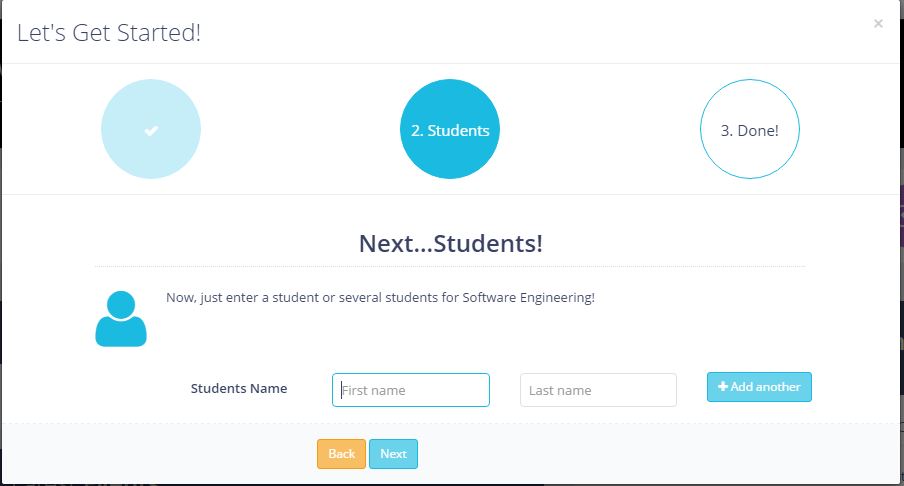 Let's Get Started!
×
2. Students
3. Done!
Next...Students!
Now, just enter a student or several students for Software Engineering!
Students Name
First name
Last name
Add another
Back
Next